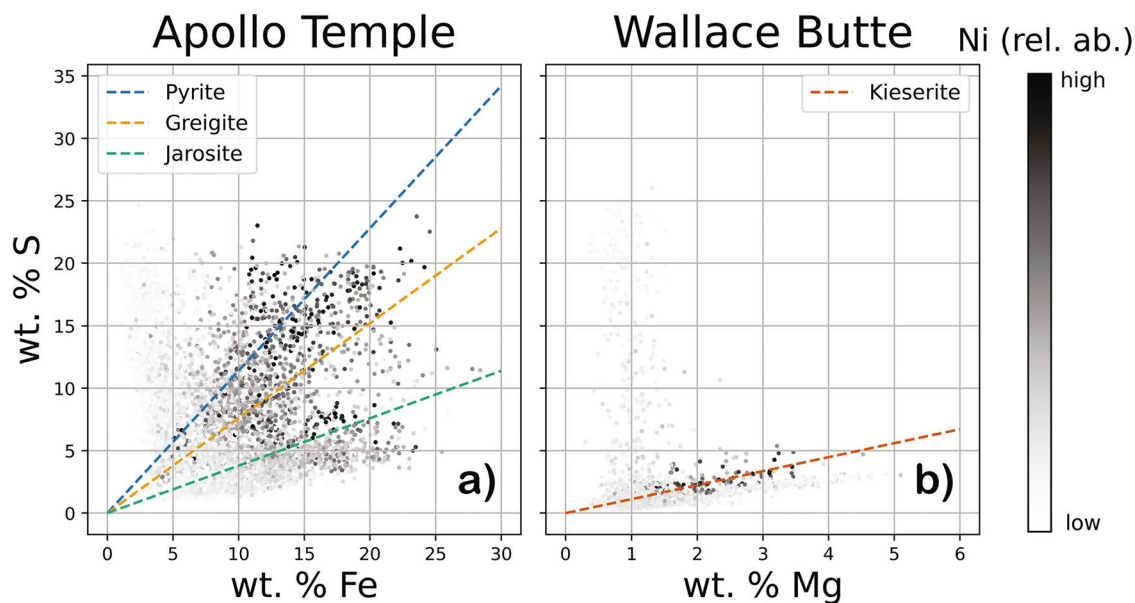 Apollo Temple
Wallace Butte
Ni (rel. ab.)
wt. % S
35
30
25
20
15
10
5
0
Pyrite
Greigite
Jarosite
a)
0 5 10 15 20 25 30
wt. % Fe
Kieserite
b)
0 1 2 3 4 5 6
wt. % Mg
high
low